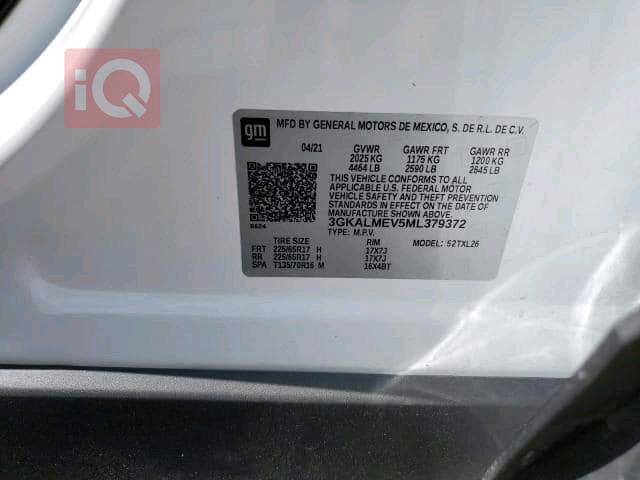 iQ
gm MFD BY GENERAL MOTORS DE MEXICO, S. DE R.L. DE C.V.
04/21 GVWR GAWR FRT GAWR RR
2025 KG 1175 KG 1200 KG
4464 LB 2590 LB 2645 LB
THIS VEHICLE CONFORMS TO ALL
APPLICABLE U.S. FEDERAL MOTOR
VEHICLE SAFETY AND THEFT PREVENTION
STANDARDS IN EFFECT ON THE DATE OF
MANUFACTURE SHOWN ABOVE.
3GKALMEV5ML379372
TYPE: M.P.V. MODEL: 52TXL26
TIRE SIZE RIM
FRT 225/65R17 H 17X7J
RR 225/65R17 H 17X7J
SPA T135/70R16 M 16X4BT